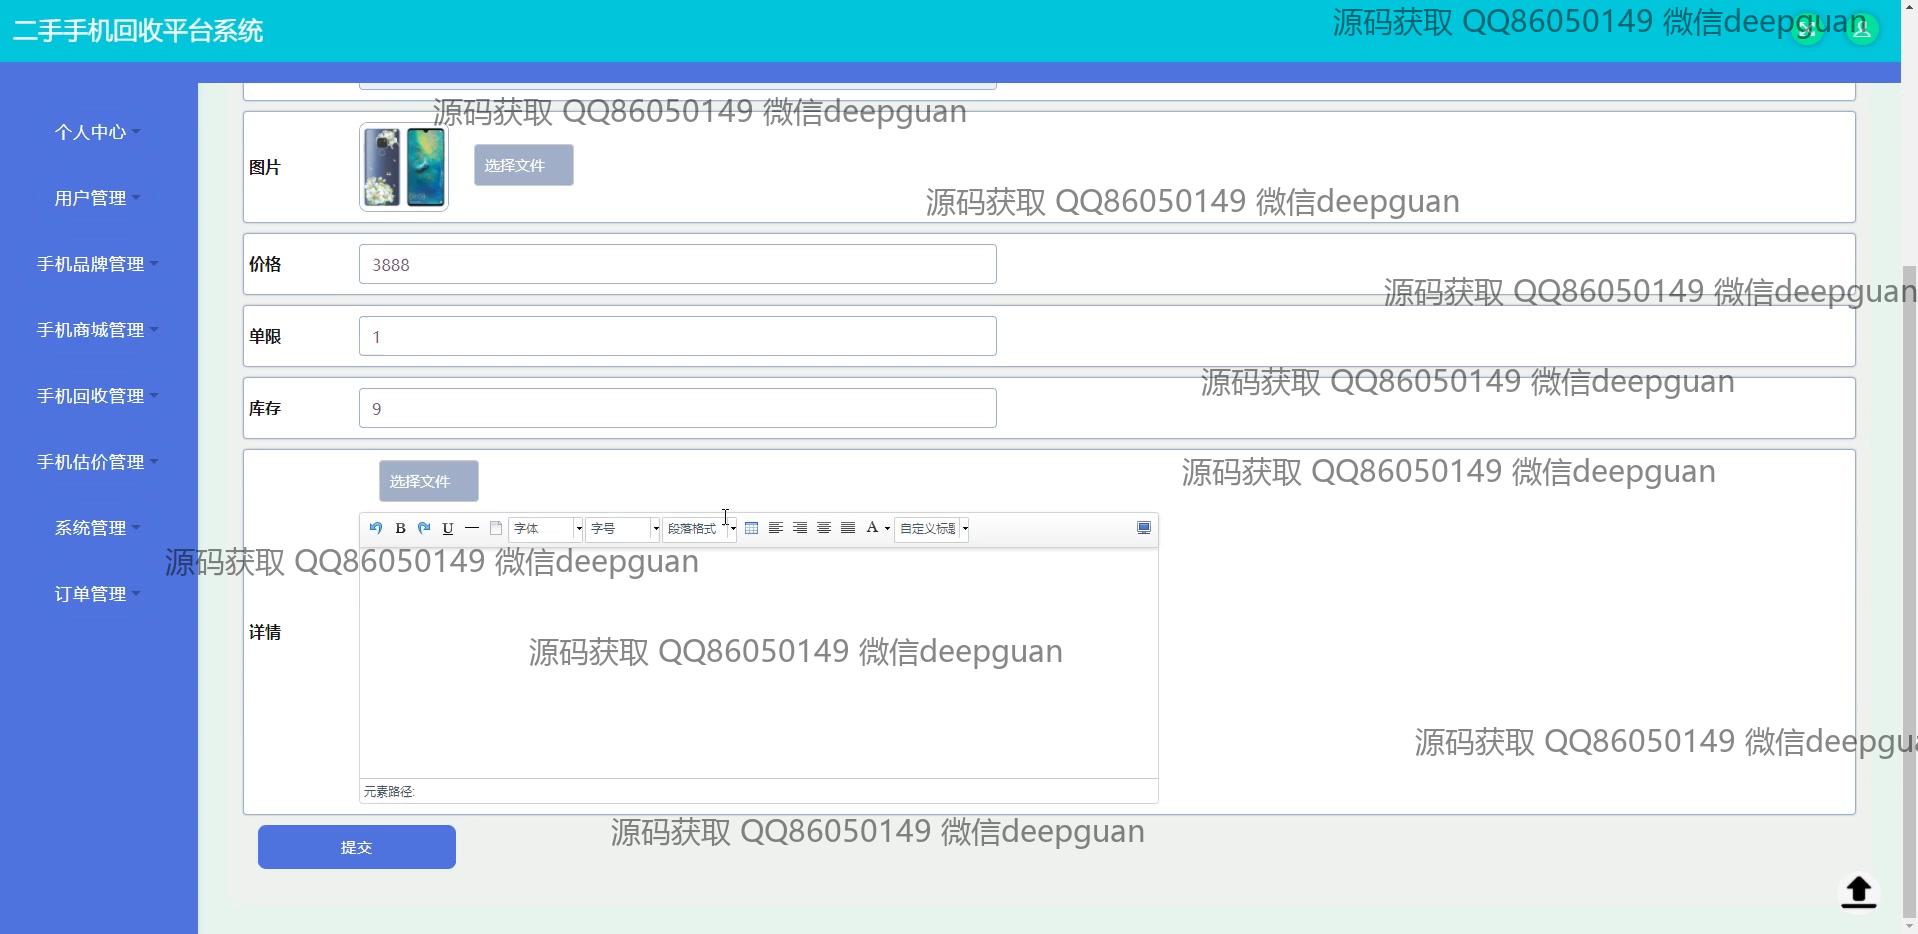 二手手机回收平台系统
源码获取 QQ86050149 微信deepguan
个人中心
源码获取 QQ86050149 微信deepguan
图片
选择文件
用户管理
源码获取 QQ86050149 微信deepguan
手机品牌管理
价格
3888
源码获取 QQ86050149 微信deepguan
手机商城管理
单限
1
源码获取 QQ86050149 微信deepguan
手机回收管理
库存
9
手机估价管理
选择文件
源码获取 QQ86050149 微信deepguan
系统管理
B U 字体 字号 段落格式 A 自定义标题
源码获取 QQ86050149 微信deepguan
订单管理
详情
源码获取 QQ86050149 微信deepguan
源码获取 QQ86050149 微信deepgua
元素路径:
源码获取 QQ86050149 微信deepguan
提交